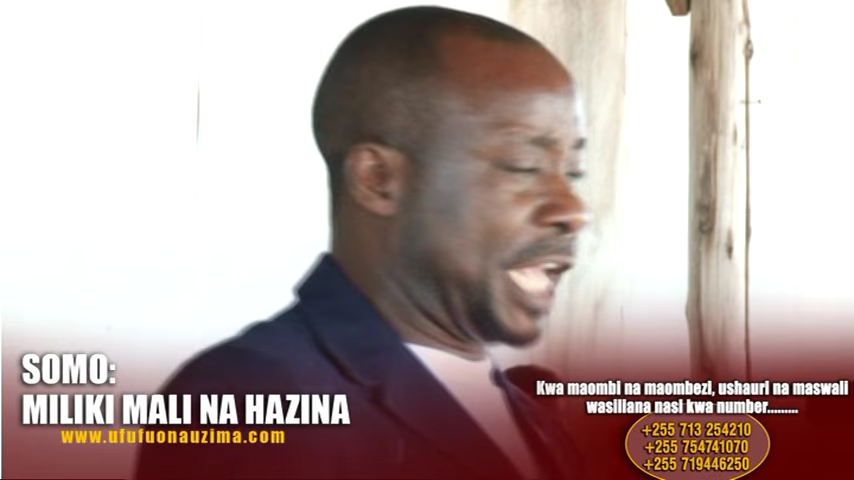 SOMO:
MILIKI MALI NA HAZINA
www.ufufuonauzima.com
Kwa maombi na maombezi, ushauri na maswali
wasiliana nasi kwa number.........
+255 713 254210
+255 754741070
+255 719446250